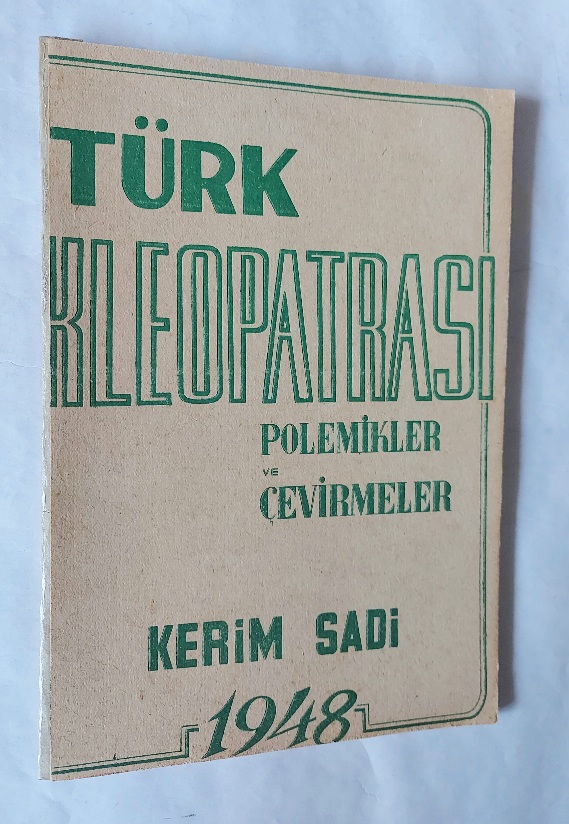 TÜRK
KLEOPATRASI
POLEMİKLER
VE
ÇEVİRMELER
KERİM SADİ
1948